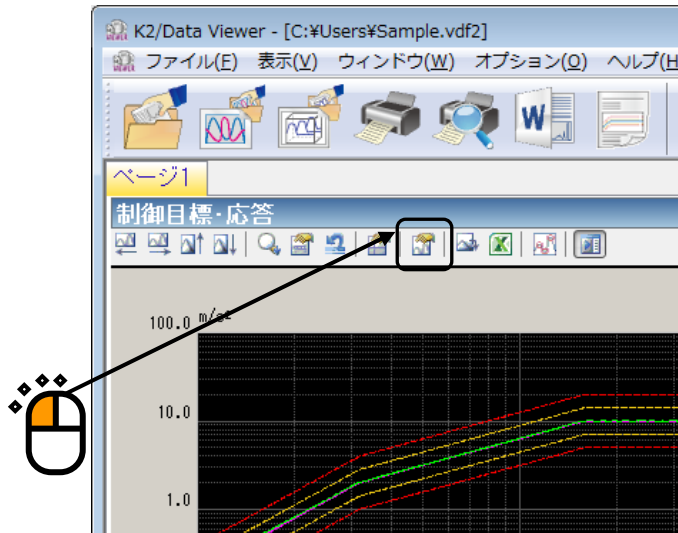 K2/Data Viewer - [C:¥Users¥Sample.vdf2]
ファイル(F) 表示(V) ウィンドウ(W) オプション(O) ヘルプ(H
ページ1
制御目標・応答
100.0 m/s²
10.0
1.0